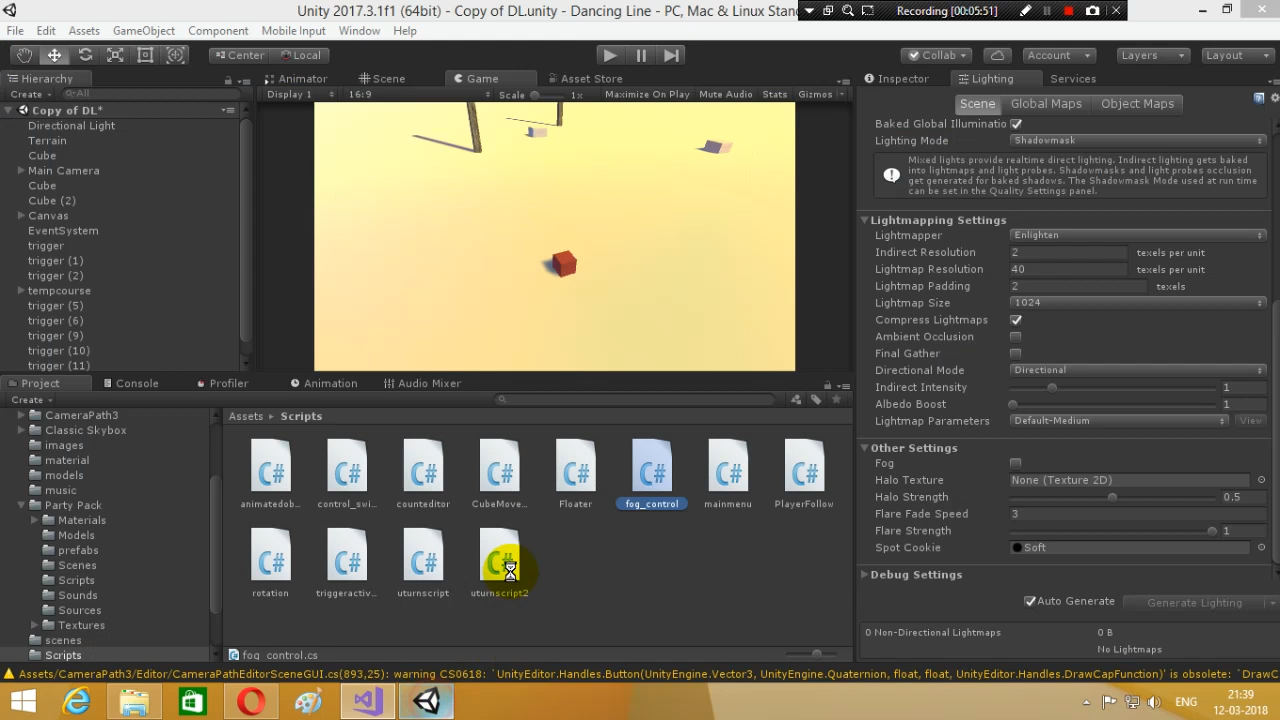 Unity 2017.3.1f1 (64bit) - Copy of DL.unity - Dancing Line - PC, Mac & Linux Stan
Recording [00:05:51]
File Edit Assets GameObject Component Mobile Input Window Help
Center Local Collab Account Layers Layout
Hierarchy
Create All
Copy of DL*
Directional Light
Terrain
Cube
Main Camera
Cube
Cube (2)
Canvas
EventSystem
trigger
trigger (1)
trigger (2)
tempcourse
trigger (5)
trigger (6)
trigger (9)
trigger (10)
trigger (11)
Animator Scene Game Asset Store
Display 1 16:9 Scale 1x Maximize On Play Mute Audio Stats Gizmos
Inspector Lighting Services
Scene Global Maps Object Maps
Baked Global Illuminatio
Lighting Mode Shadowmask
Mixed lights provide realtime direct lighting. Indirect lighting gets baked
into lightmaps and light probes. Shadowmasks and light probes occlusion
get generated for baked shadows. The Shadowmask Mode used at run time
can be set in the Quality Settings panel.
Lightmapping Settings
Lightmapper Enlighten
Indirect Resolution 2 texels per unit
Lightmap Resolution 40 texels per unit
Lightmap Padding 2 texels
Lightmap Size 1024
Compress Lightmaps
Ambient Occlusion
Final Gather
Directional Mode Directional
Indirect Intensity 1
Albedo Boost 1
Lightmap Parameters Default-Medium View
Other Settings
Fog
Halo Texture None (Texture 2D)
Halo Strength 0.5
Flare Fade Speed 3
Flare Strength 1
Spot Cookie Soft
Debug Settings
Auto Generate Generate Lighting
0 Non-Directional Lightmaps 0 B
No Lightmaps
Project Console Profiler Animation Audio Mixer
Create
CameraPath3
Classic Skybox
images
material
models
music
Party Pack
Materials
Models
prefabs
Scenes
Scripts
Sounds
Sources
Textures
scenes
Scripts
Assets Scripts
animatedob... control_swi... counteditor CubeMove... Floater fog_control mainmenu PlayerFollow
rotation triggeractiv... uturnscript uturnscript2
fog_control.cs
Assets/CameraPath3/Editor/CameraPathEditorSceneGUI.cs(893,25): warning CS0618: `UnityEditor.Handles.Button(UnityEngine.Vector3, UnityEngine.Quaternion, float, float, UnityEditor.Handles.DrawCapFunction)' is obsolete: `DrawC
ENG
21:39
12-03-2018